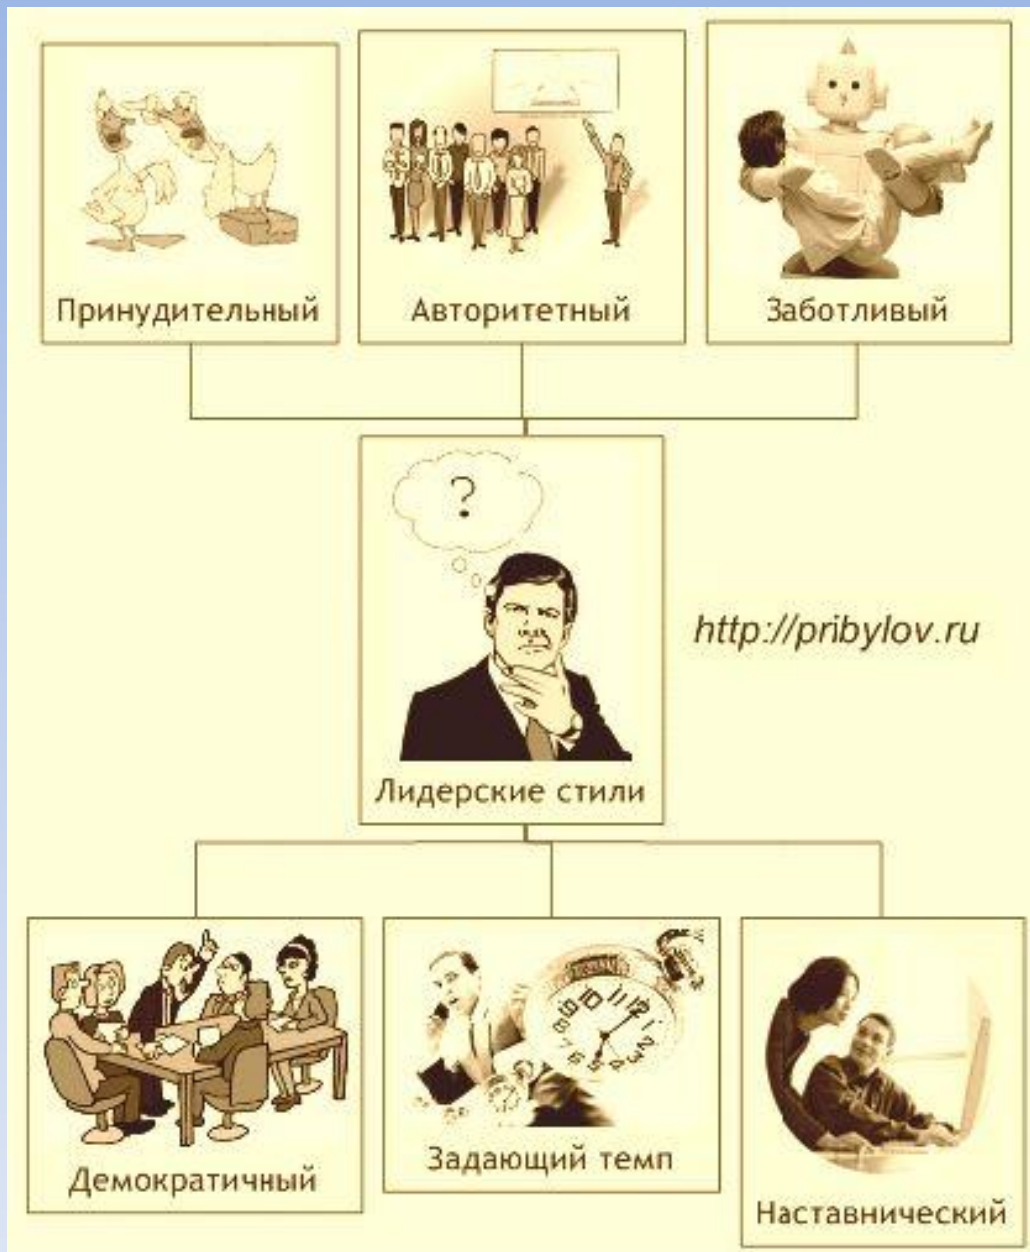 Принудительный
Авторитетный
Заботливый
?
Лидерские стили
http://pribylov.ru
Демократичный
Задающий темп
Наставнический